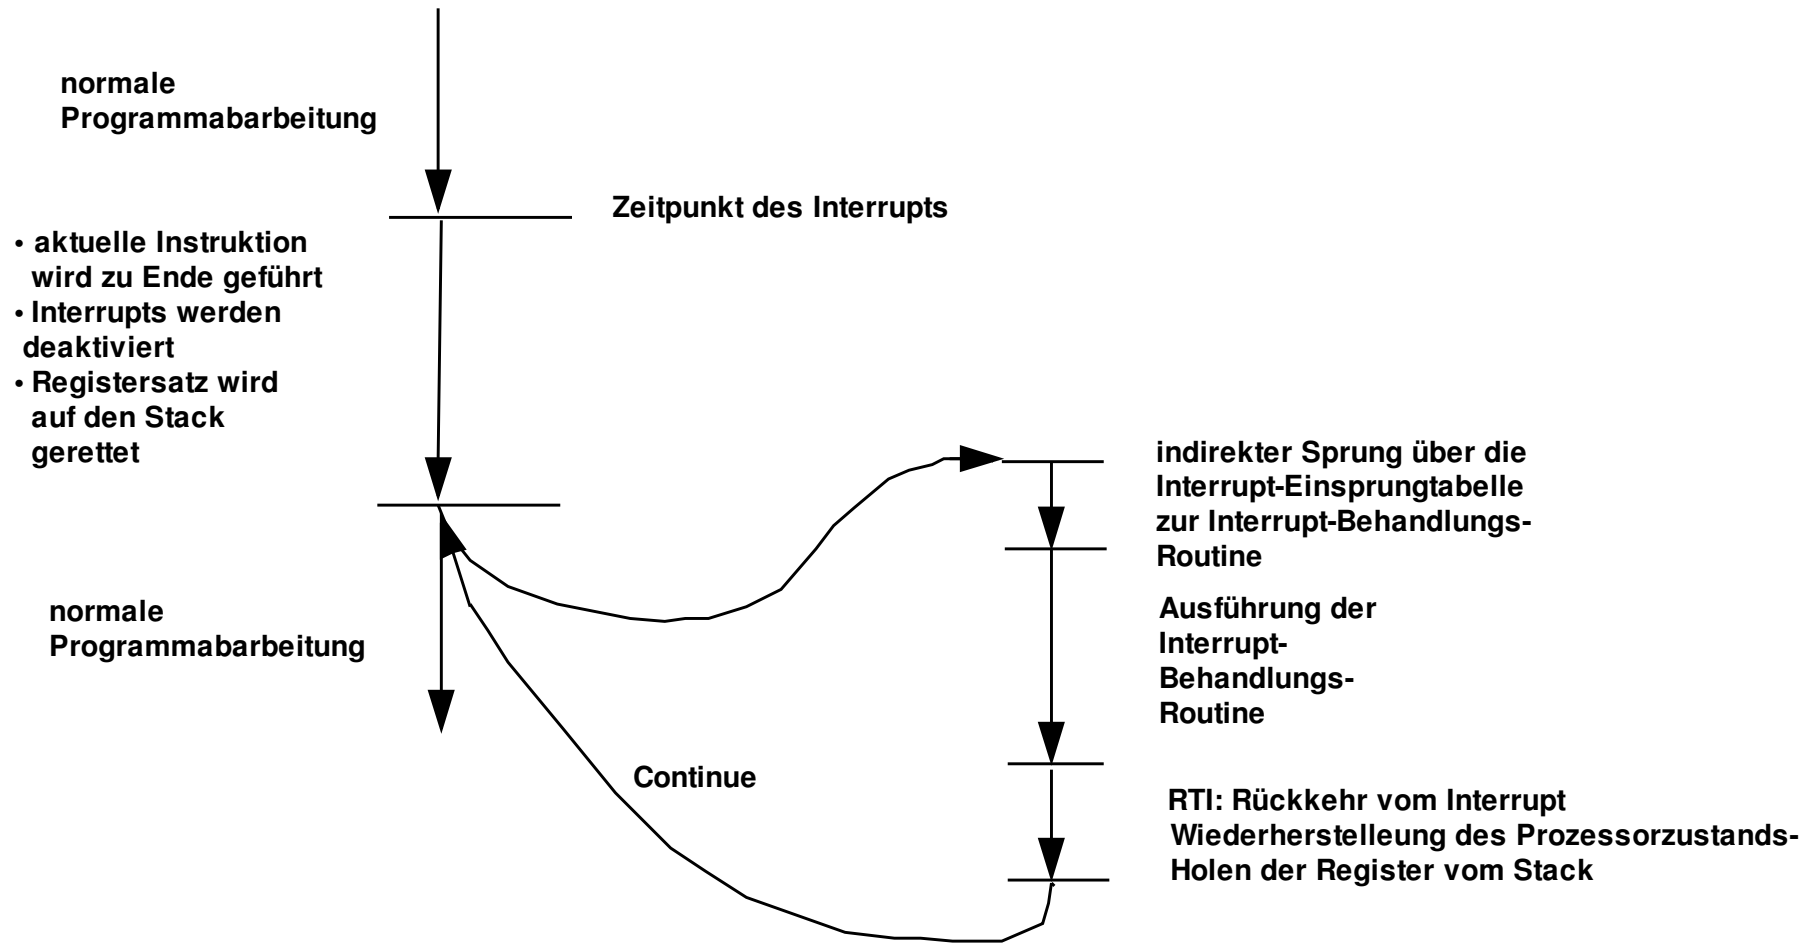 normale
Programmabarbeitung
Zeitpunkt des Interrupts
• aktuelle Instruktion
wird zu Ende geführt
• Interrupts werden
deaktiviert
• Registersatz wird
auf den Stack
gerettet
indirekter Sprung über die
Interrupt-Einsprungtabelle
zur Interrupt-Behandlungs-
Routine
normale
Programmabarbeitung
Ausführung der
Interrupt-
Behandlungs-
Routine
Continue
RTI: Rückkehr vom Interrupt
Wiederherstelleung des Prozessorzustands-
Holen der Register vom Stack